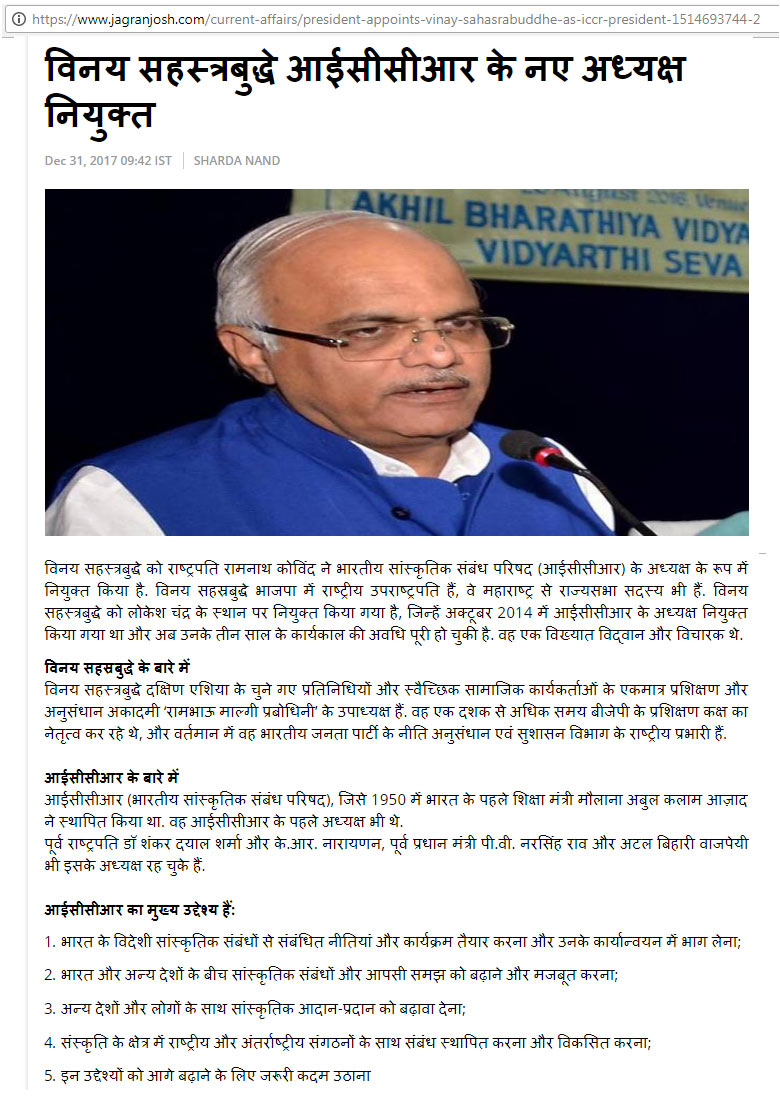 https://www.jagranjosh.com/current-affairs/president-appoints-vinay-sahasrabuddhe-as-iccr-president-1514693744-2
विनय सहस्त्रबुद्धे आईसीसीआर के नए अध्यक्ष
नियुक्त
Dec 31, 2017 09:42 IST | SHARDA NAND
20 August 2016, Venue
AKHIL BHARATHIYA VIDYA
VIDYARTHI SEVA
विनय सहस्त्रबुद्धे को राष्ट्रपति रामनाथ कोविंद ने भारतीय सांस्कृतिक संबंध परिषद (आईसीसीआर) के अध्यक्ष के रूप में
नियुक्त किया है. विनय सहस्रबुद्धे भाजपा में राष्ट्रीय उपराष्ट्रपति हैं, वे महाराष्ट्र से राज्यसभा सदस्य भी हैं. विनय
सहस्त्रबुद्धे को लोकेश चंद्र के स्थान पर नियुक्त किया गया है, जिन्हें अक्टूबर 2014 में आईसीसीआर के अध्यक्ष नियुक्त
किया गया था और अब उनके तीन साल के कार्यकाल की अवधि पूरी हो चुकी है. वह एक विख्यात विद्वान और विचारक थे.
विनय सहस्रबुद्धे के बारे में
विनय सहस्त्रबुद्धे दक्षिण एशिया के चुने गए प्रतिनिधियों और स्वैच्छिक सामाजिक कार्यकर्ताओं के एकमात्र प्रशिक्षण और
अनुसंधान अकादमी ‘रामभाऊ माल्गी प्रबोधिनी’ के उपाध्यक्ष हैं. वह एक दशक से अधिक समय बीजेपी के प्रशिक्षण कक्ष का
नेतृत्व कर रहे थे, और वर्तमान में वह भारतीय जनता पार्टी के नीति अनुसंधान एवं सुशासन विभाग के राष्ट्रीय प्रभारी हैं.
आईसीसीआर के बारे में
आईसीसीआर (भारतीय सांस्कृतिक संबंध परिषद), जिसे 1950 में भारत के पहले शिक्षा मंत्री मौलाना अबुल कलाम आज़ाद
ने स्थापित किया था. वह आईसीसीआर के पहले अध्यक्ष भी थे.
पूर्व राष्ट्रपति डॉ शंकर दयाल शर्मा और के.आर. नारायणन, पूर्व प्रधान मंत्री पी.वी. नरसिंह राव और अटल बिहारी वाजपेयी
भी इसके अध्यक्ष रह चुके हैं.
आईसीसीआर का मुख्य उद्देश्य हैं:
1. भारत के विदेशी सांस्कृतिक संबंधों से संबंधित नीतियां और कार्यक्रम तैयार करना और उनके कार्यान्वयन में भाग लेना;
2. भारत और अन्य देशों के बीच सांस्कृतिक संबंधों और आपसी समझ को बढ़ाने और मजबूत करना;
3. अन्य देशों और लोगों के साथ सांस्कृतिक आदान-प्रदान को बढ़ावा देना;
4. संस्कृति के क्षेत्र में राष्ट्रीय और अंतर्राष्ट्रीय संगठनों के साथ संबंध स्थापित करना और विकसित करना;
5. इन उद्देश्यों को आगे बढ़ाने के लिए जरूरी कदम उठाना